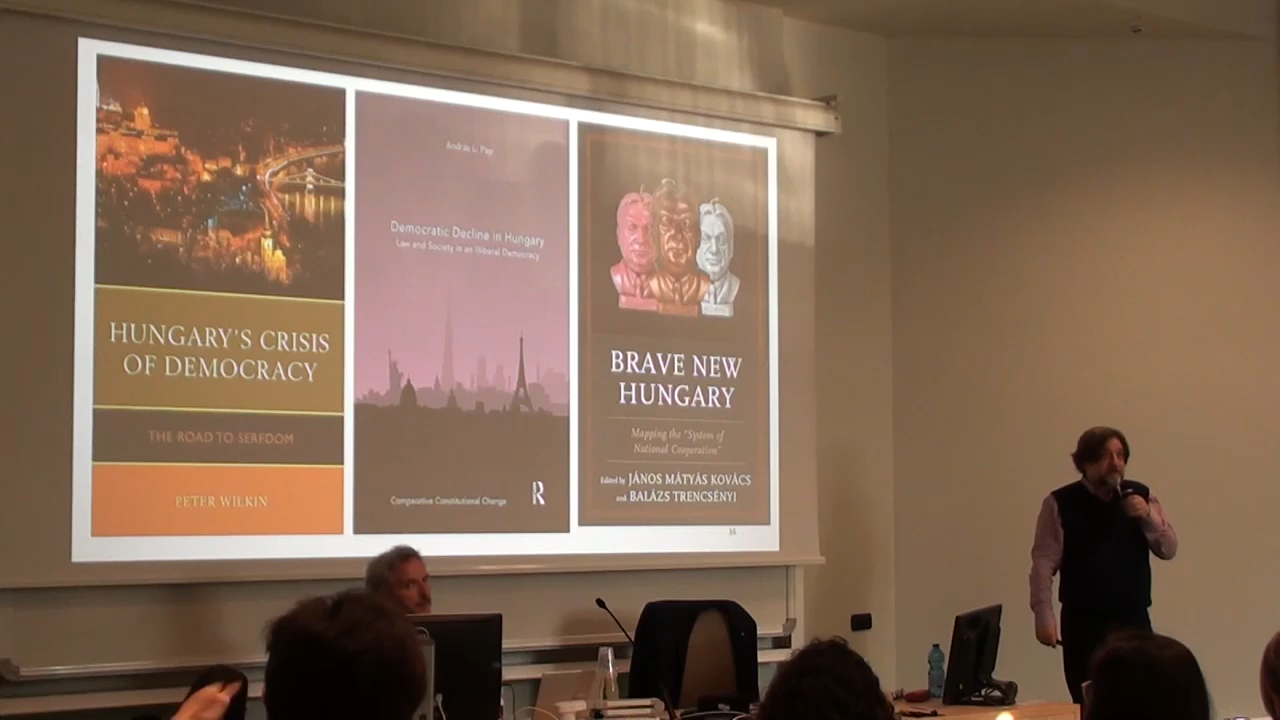 HUNGARY'S CRISIS
OF DEMOCRACY
THE ROAD TO SERFDOM
PETER WILKIN
András L. Pap
Democratic Decline in Hungary
Law and Society in an Illiberal Democracy
Comparative Constitutional Change
R
BRAVE NEW
HUNGARY
Mapping the "System of
National Cooperation"
Edited by JÁNOS MÁTYÁS KOVÁCS
and BALÁZS TRENCSÉNYI
16